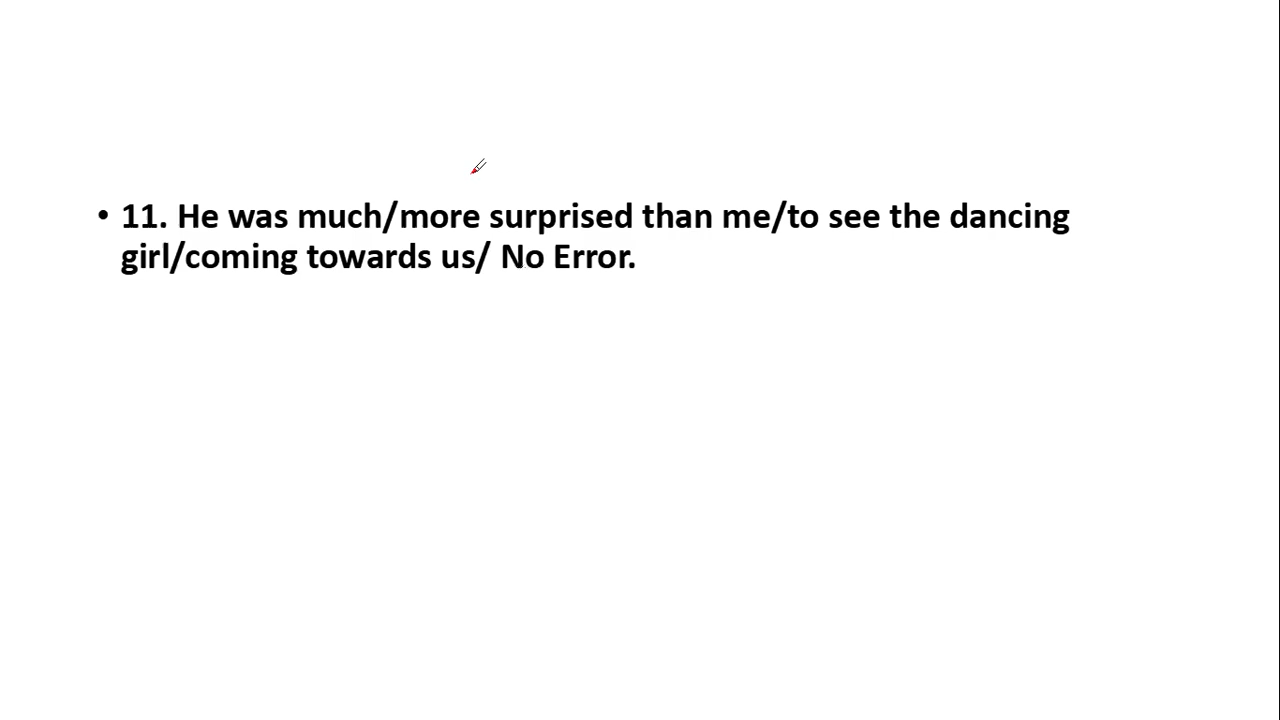 • 11. He was much/more surprised than me/to see the dancing
girl/coming towards us/ No Error.